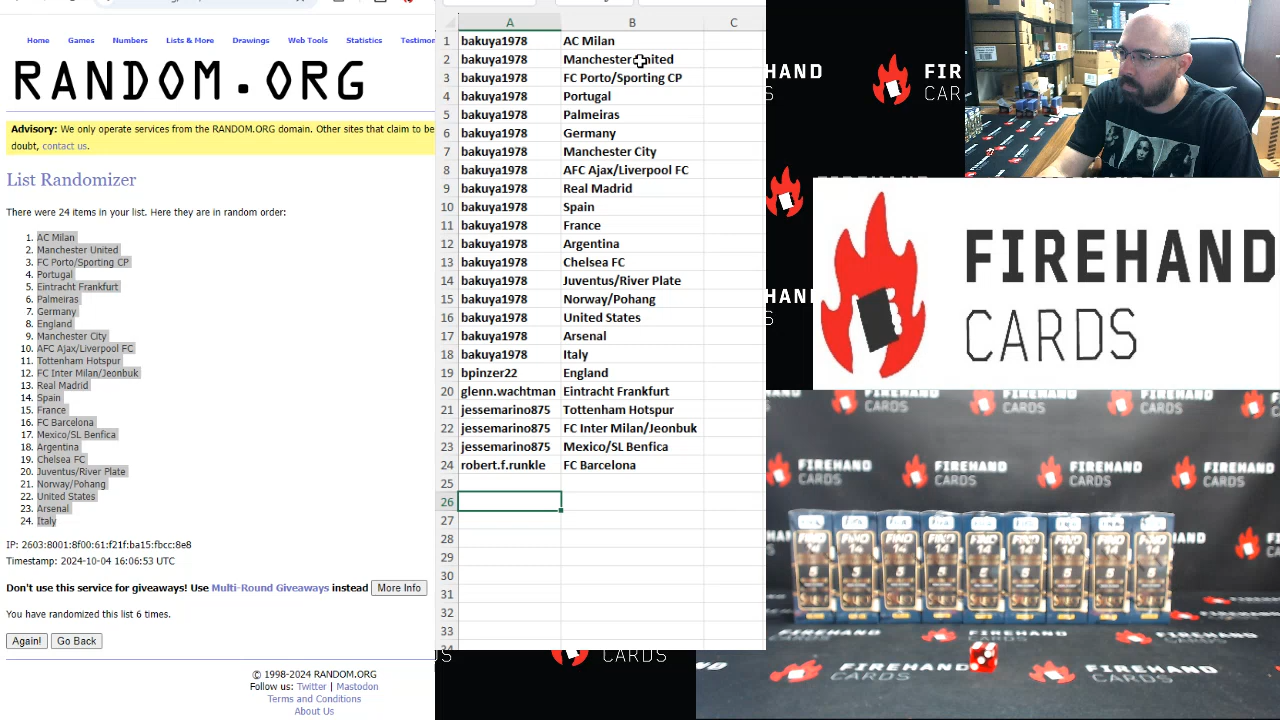 Home Games Numbers Lists & More Drawings Web Tools Statistics Testimon
RANDOM.ORG
Advisory: We only operate services from the RANDOM.ORG domain. Other sites that claim to be
doubt, contact us.
List Randomizer
There were 24 items in your list. Here they are in random order:
1. AC Milan
2. Manchester United
3. FC Porto/Sporting CP
4. Portugal
5. Eintracht Frankfurt
6. Palmeiras
7. Germany
8. England
9. Manchester City
10. AFC Ajax/Liverpool FC
11. Tottenham Hotspur
12. FC Inter Milan/Jeonbuk
13. Real Madrid
14. Spain
15. France
16. FC Barcelona
17. Mexico/SL Benfica
18. Argentina
19. Chelsea FC
20. Juventus/River Plate
21. Norway/Pohang
22. United States
23. Arsenal
24. Italy
IP: 2603:8001:8f00:61:f21f:ba15:fbcc:8e8
Timestamp: 2024-10-04 16:06:53 UTC
Don't use this service for giveaways! Use Multi-Round Giveaways instead More Info
You have randomized this list 6 times.
Again! Go Back
© 1998-2024 RANDOM.ORG
Follow us: Twitter | Mastodon
Terms and Conditions
About Us
A B C
1 bakuya1978 AC Milan
2 bakuya1978 Manchester United
3 bakuya1978 FC Porto/Sporting CP
4 bakuya1978 Portugal
5 bakuya1978 Palmeiras
6 bakuya1978 Germany
7 bakuya1978 Manchester City
8 bakuya1978 AFC Ajax/Liverpool FC
9 bakuya1978 Real Madrid
10 bakuya1978 Spain
11 bakuya1978 France
12 bakuya1978 Argentina
13 bakuya1978 Chelsea FC
14 bakuya1978 Juventus/River Plate
15 bakuya1978 Norway/Pohang
16 bakuya1978 United States
17 bakuya1978 Arsenal
18 bakuya1978 Italy
19 bpinzer22 England
20 glenn.wachtman Eintracht Frankfurt
21 jessemarino875 Tottenham Hotspur
22 jessemarino875 FC Inter Milan/Jeonbuk
23 jessemarino875 Mexico/SL Benfica
24 robert.f.runkle FC Barcelona
25
26
27
28
29
30
31
32
33
34
FIREHAND
CARDS